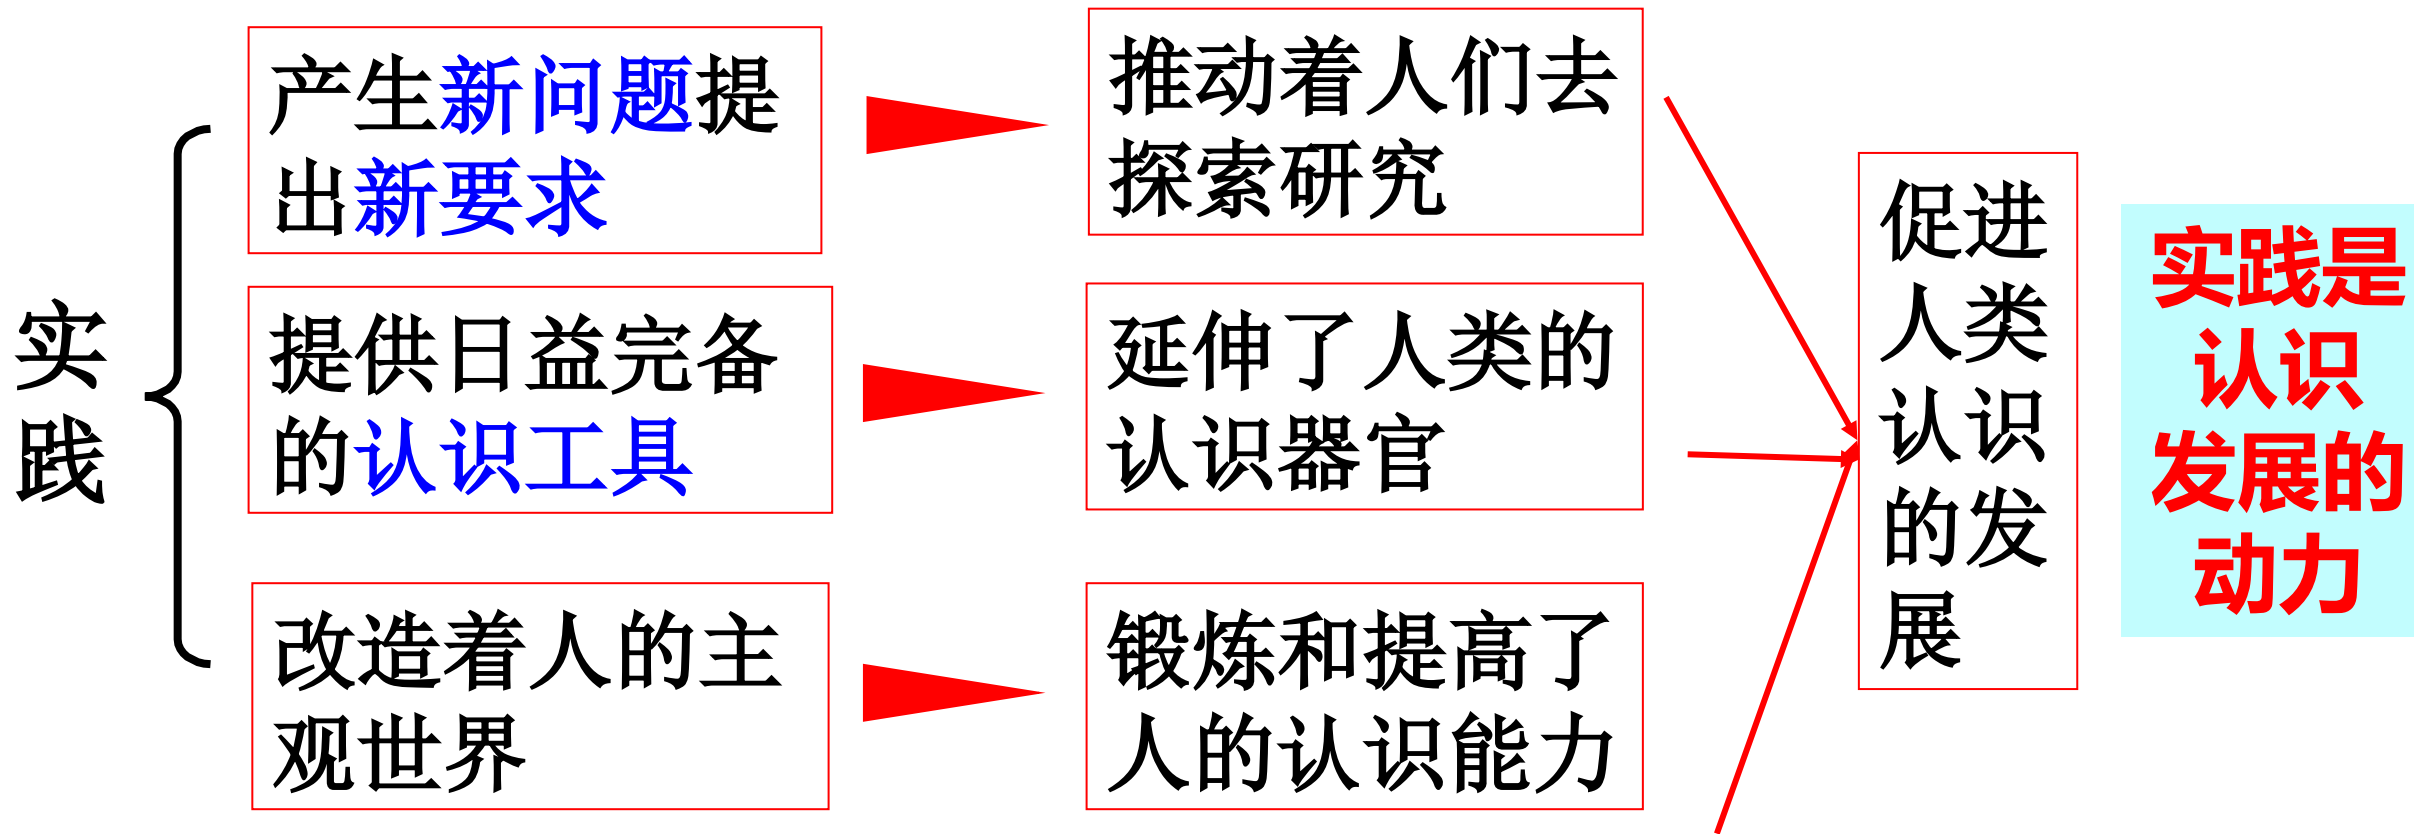 实
践
产生新问题提
出新要求
推动着人们去
探索研究
提供日益完备
的认识工具
延伸了人类的
认识器官
改造着人的主
观世界
锻炼和提高了
人的认识能力
促进
人类
认识
的发
展
实践是
认识
发展的
动力